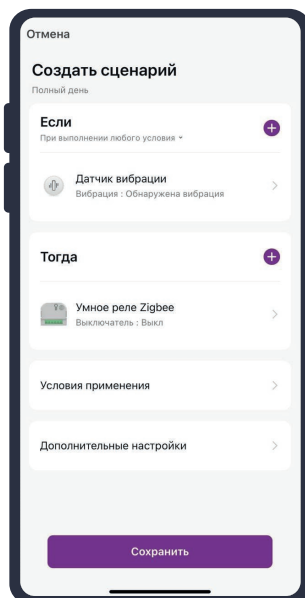 Отмена
Создать сценарий
Полный день
Если
При выполнении любого условия
Датчик вибрации
Вибрация : Обнаружена вибрация
Тогда
Умное реле Zigbee
Выключатель : Выкл
Условия применения
Дополнительные настройки
Сохранить